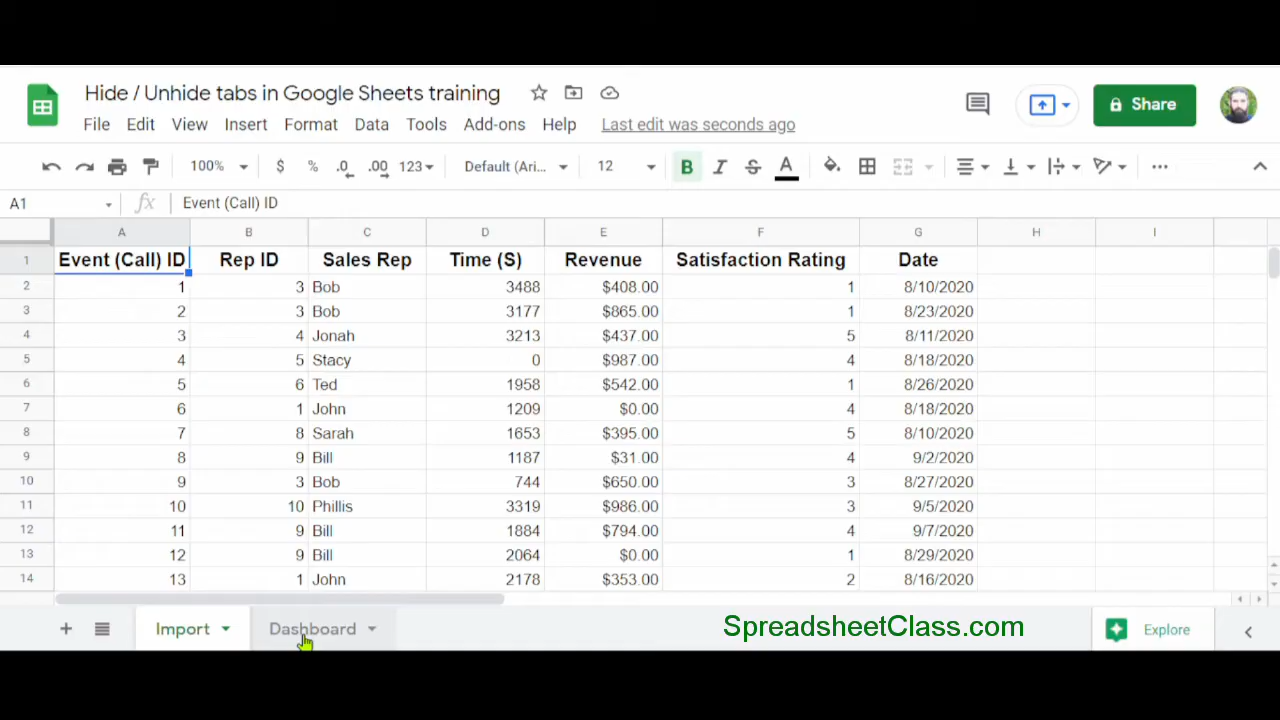 Hide / Unhide tabs in Google Sheets training
File Edit View Insert Format Data Tools Add-ons Help Last edit was seconds ago
Share
100% $ % .0 .00 123 Default (Ari... 12 B I S A ...
A1 fx Event (Call) ID
A B C D E F G H I
1 Event (Call) ID Rep ID Sales Rep Time (S) Revenue Satisfaction Rating Date
2 1 3 Bob 3488 $408.00 1 8/10/2020
3 2 3 Bob 3177 $865.00 1 8/23/2020
4 3 4 Jonah 3213 $437.00 5 8/11/2020
5 4 5 Stacy 0 $987.00 4 8/18/2020
6 5 6 Ted 1958 $542.00 1 8/26/2020
7 6 1 John 1209 $0.00 4 8/18/2020
8 7 8 Sarah 1653 $395.00 5 8/10/2020
9 8 9 Bill 1187 $31.00 4 9/2/2020
10 9 3 Bob 744 $650.00 3 8/27/2020
11 10 10 Phillis 3319 $986.00 3 9/5/2020
12 11 9 Bill 1884 $794.00 4 9/7/2020
13 12 9 Bill 2064 $0.00 1 8/29/2020
14 13 1 John 2178 $353.00 2 8/16/2020
+ Import Dashboard SpreadsheetClass.com Explore